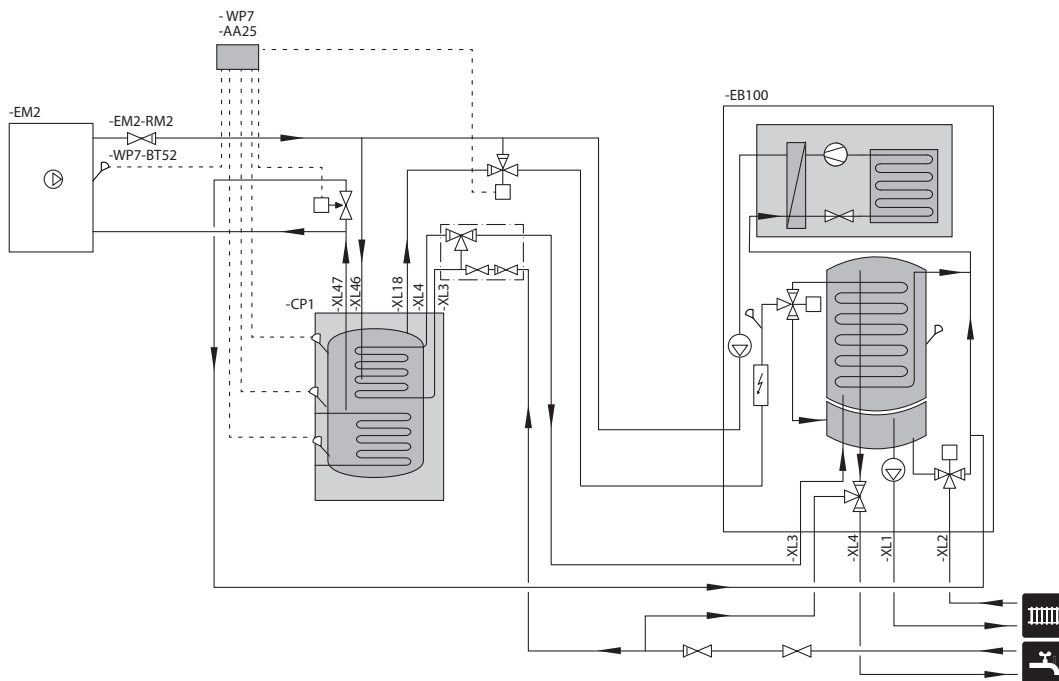 - WP7
-AA25
-EM2
-EM2-RM2
-WP7-BT52
-EB100
-XL47
-XL46
-XL18
-XL4
-XL3
-CP1
-XL3
-XL4
-XL1
-XL2